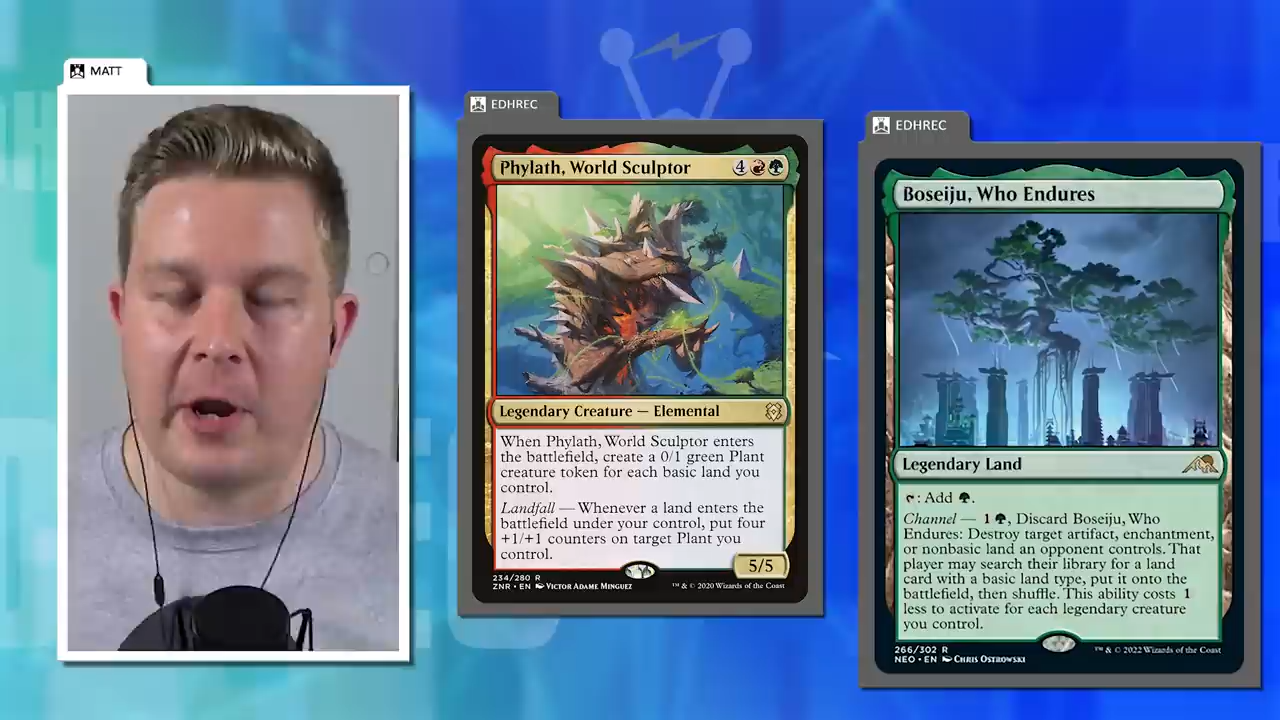 MATT
EDHREC
Phylath, World Sculptor 4
Legendary Creature — Elemental
When Phylath, World Sculptor enters
the battlefield, create a 0/1 green Plant
creature token for each basic land you
control.
Landfall — Whenever a land enters the
battlefield under your control, put four
+1/+1 counters on target Plant you
control.
5/5
234/280 R
ZNR • EN Victor Adame Minguez ™ & © 2020 Wizards of the Coast
EDHREC
Boseiju, Who Endures
Legendary Land
: Add .
Channel — 1 , Discard Boseiju, Who
Endures: Destroy target artifact, enchantment,
or nonbasic land an opponent controls. That
player may search their library for a land
card with a basic land type, put it onto the
battlefield, then shuffle. This ability costs 1
less to activate for each legendary creature
you control.
266/302 R
NEO • EN Chris Ostrowski ™ & © 2022 Wizards of the Coast